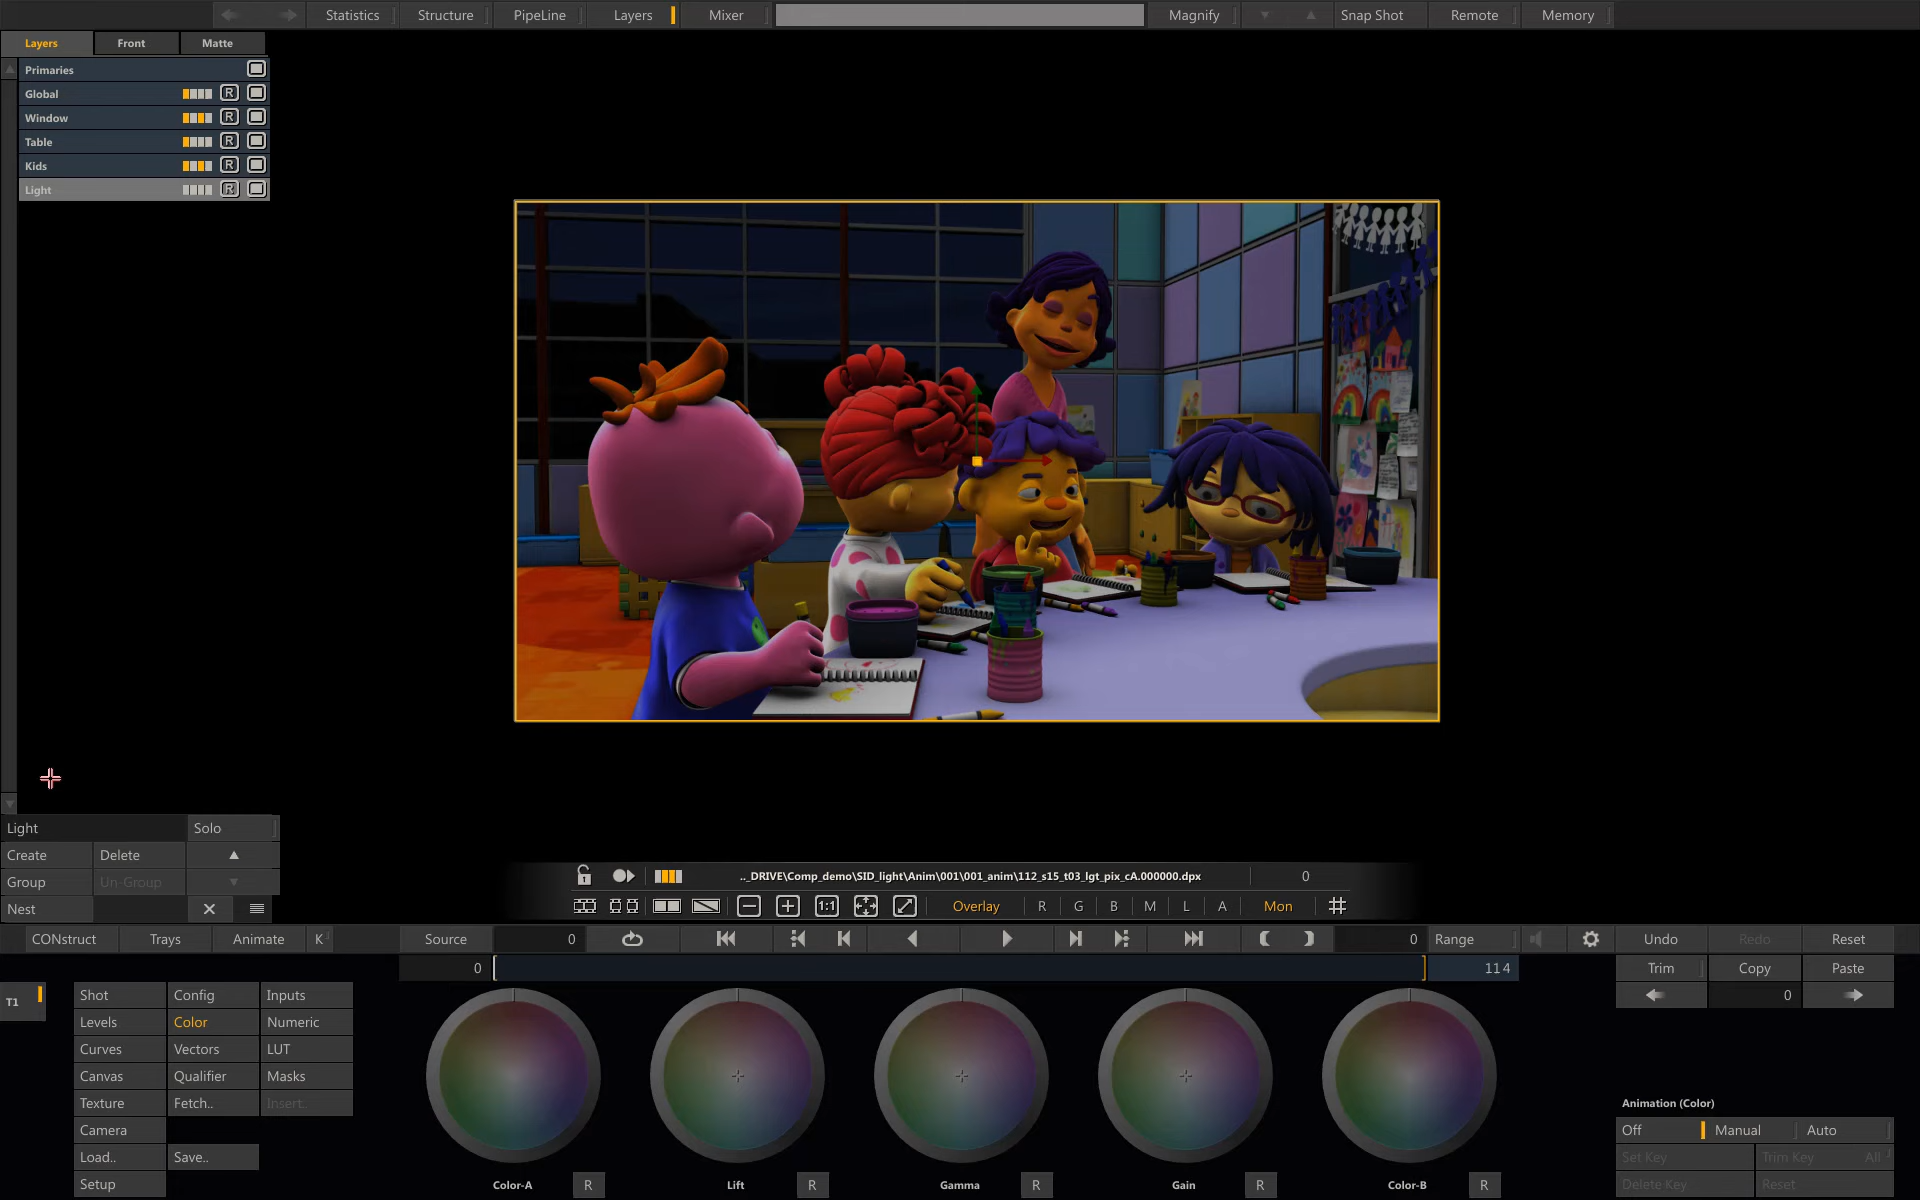 Statistics Structure PipeLine Layers Mixer Magnify Snap Shot Remote Memory
Layers Front Matte
Primaries
Global R
Window R
Table R
Kids R
Light R
Light Solo
Create Delete
Group Un-Group
Nest
.._DRIVE\Comp_demo\SID_light\Anim\001\001_anim\112_s15_t03_lgt_pix_cA.000000.dpx 0
1:1 Overlay R G B M L A Mon
CONstruct Trays Animate K Source 0 0 Range Undo Redo Reset
0 114 Trim Copy Paste
0
T1
Shot Config Inputs
Levels Color Numeric
Curves Vectors LUT
Canvas Qualifier Masks
Texture Fetch.. Insert..
Camera
Load.. Save..
Setup
Animation (Color)
Off Manual Auto
Set Key Trim Key All
Delete Key Reset
Color-A R Lift R Gamma R Gain R Color-B R